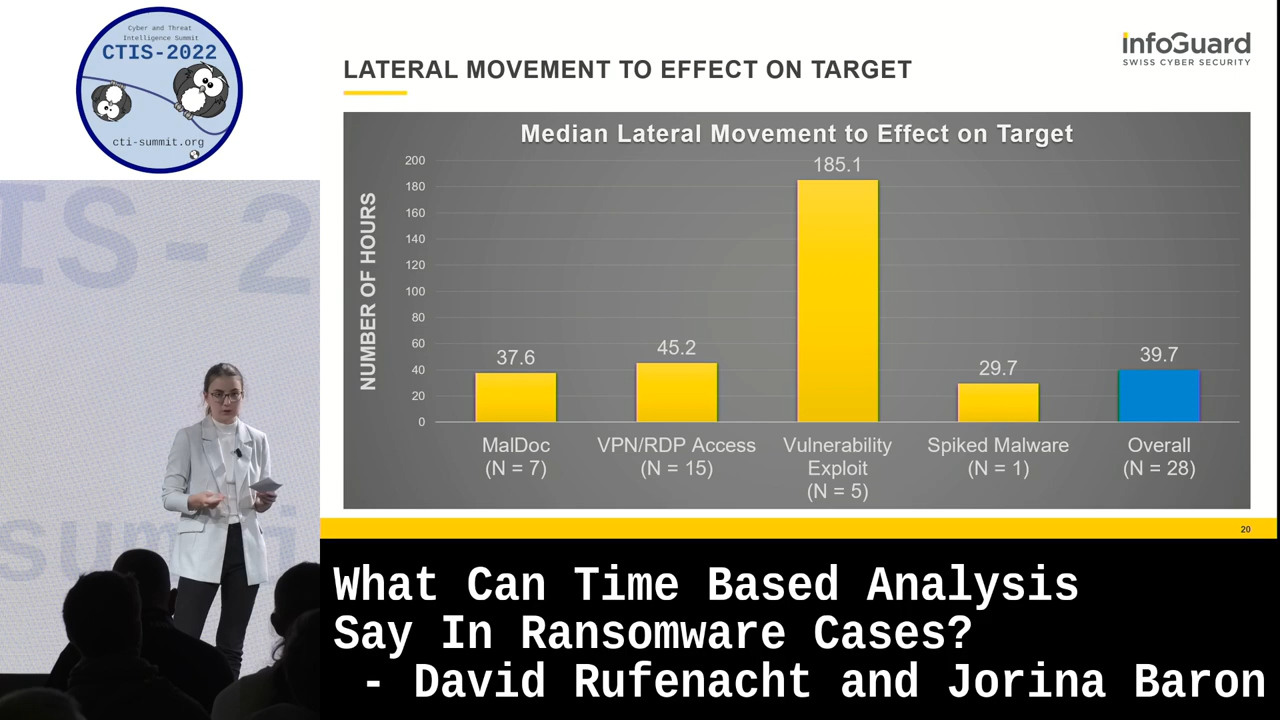 Cyber and Threat
Intelligence Summit
CTIS-2022
cti-summit.org
InfoGuard
SWISS CYBER SECURITY
LATERAL MOVEMENT TO EFFECT ON TARGET
Median Lateral Movement to Effect on Target
NUMBER OF HOURS
200
180
160
140
120
100
80
60
40
20
0
37.6
45.2
185.1
29.7
39.7
MalDoc
(N = 7)
VPN/RDP Access
(N = 15)
Vulnerability
Exploit
(N = 5)
Spiked Malware
(N = 1)
Overall
(N = 28)
20
IS-2
summi
What Can Time Based Analysis
Say In Ransomware Cases?
- David Rufenacht and Jorina Baron